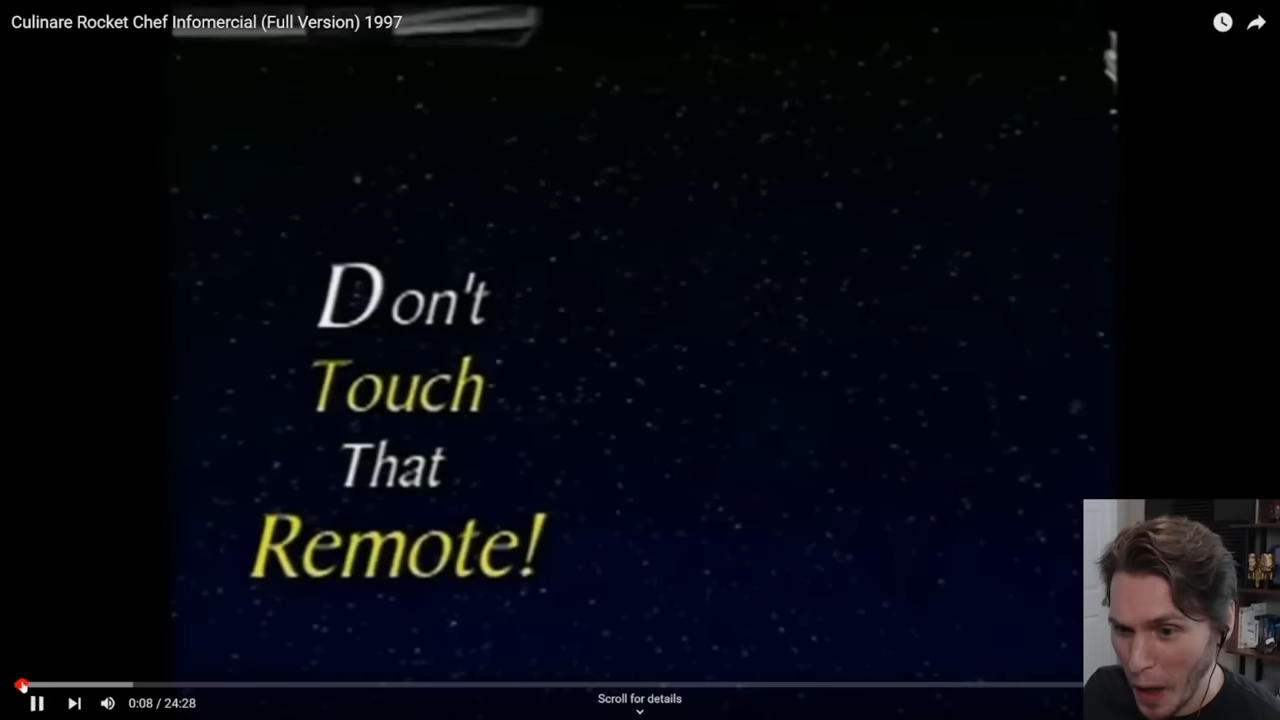 Culinare Rocket Chef Infomercial (Full Version) 1997
Don't
Touch
That
Remote!
0:08 / 24:28
Scroll for details